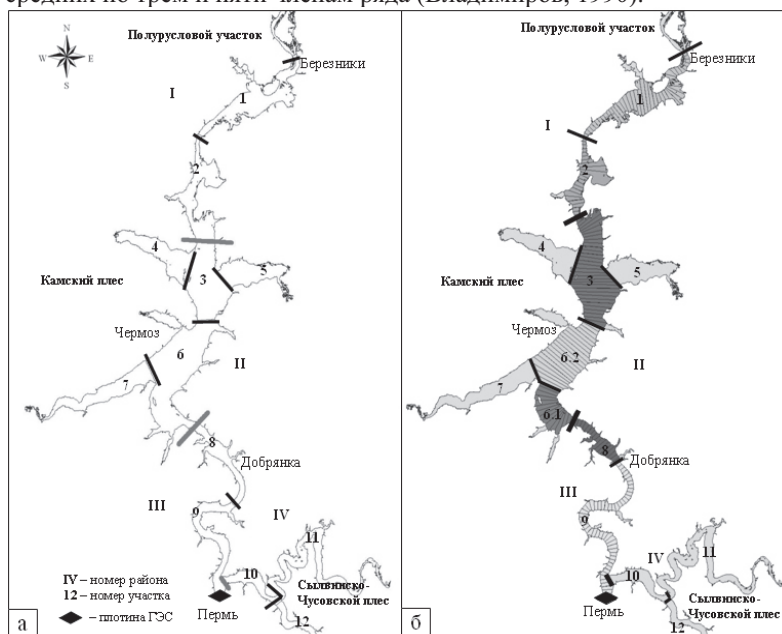 средних по трем и пяти членам ряда (Владимиров, 1990).
Полурусловой участок
N
W E
S
Березники
I
1
2
4
3
5
Камский плес
Чермоз
6
II
7
8
Добрянка
III
9
IV
11
10
Сылвинско-
Чусовской плес
12
IV – номер района
12 – номер участка
– плотина ГЭС
Пермь
а
Полурусловой участок
Березники
1
I
2
4
3
5
Камский плес
Чермоз
6.2
II
7
6.1
8
Добрянка
III
9
IV
11
10
Сылвинско-
Чусовской плес
12
Пермь
б